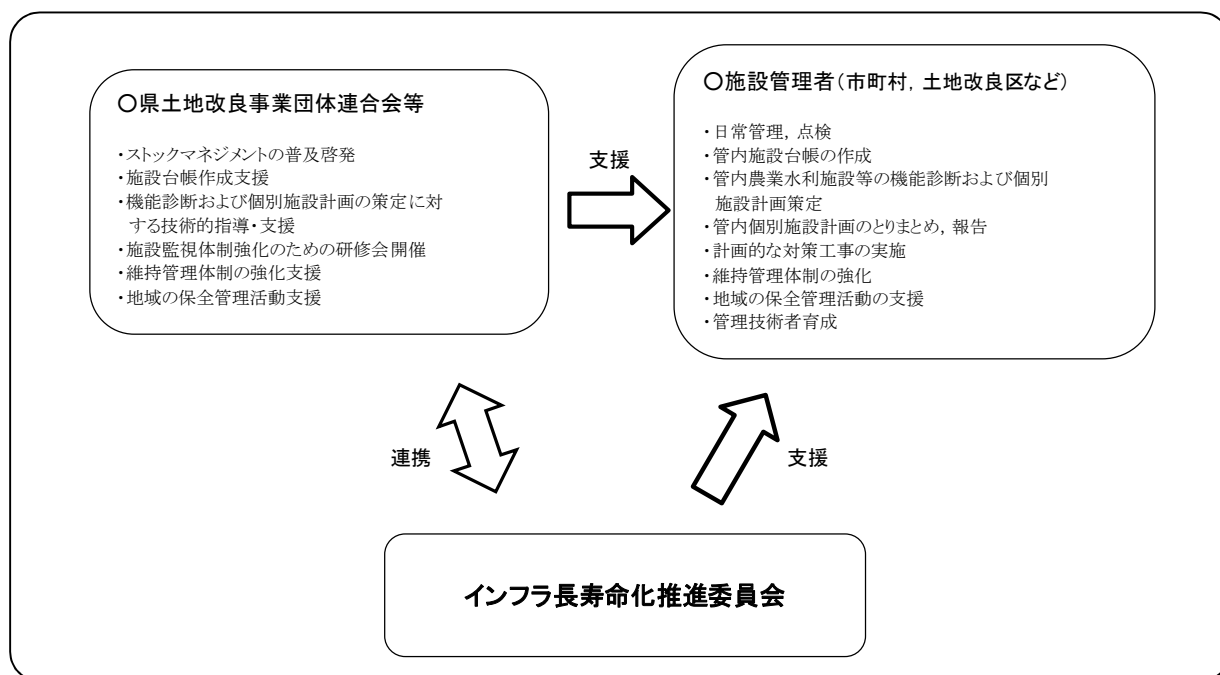 ○県土地改良事業団体連合会等
・ストックマネジメントの普及啓発
・施設台帳作成支援
・機能診断および個別施設計画の策定に対
する技術的指導・支援
・施設監視体制強化のための研修会開催
・維持管理体制の強化支援
・地域の保全管理活動支援
支援
○施設管理者(市町村，土地改良区など)
・日常管理，点検
・管内施設台帳の作成
・管内農業水利施設等の機能診断および個別
施設計画策定
・管内個別施設計画のとりまとめ，報告
・計画的な対策工事の実施
・維持管理体制の強化
・地域の保全管理活動の支援
・管理技術者育成
連携
支援
インフラ長寿命化推進委員会